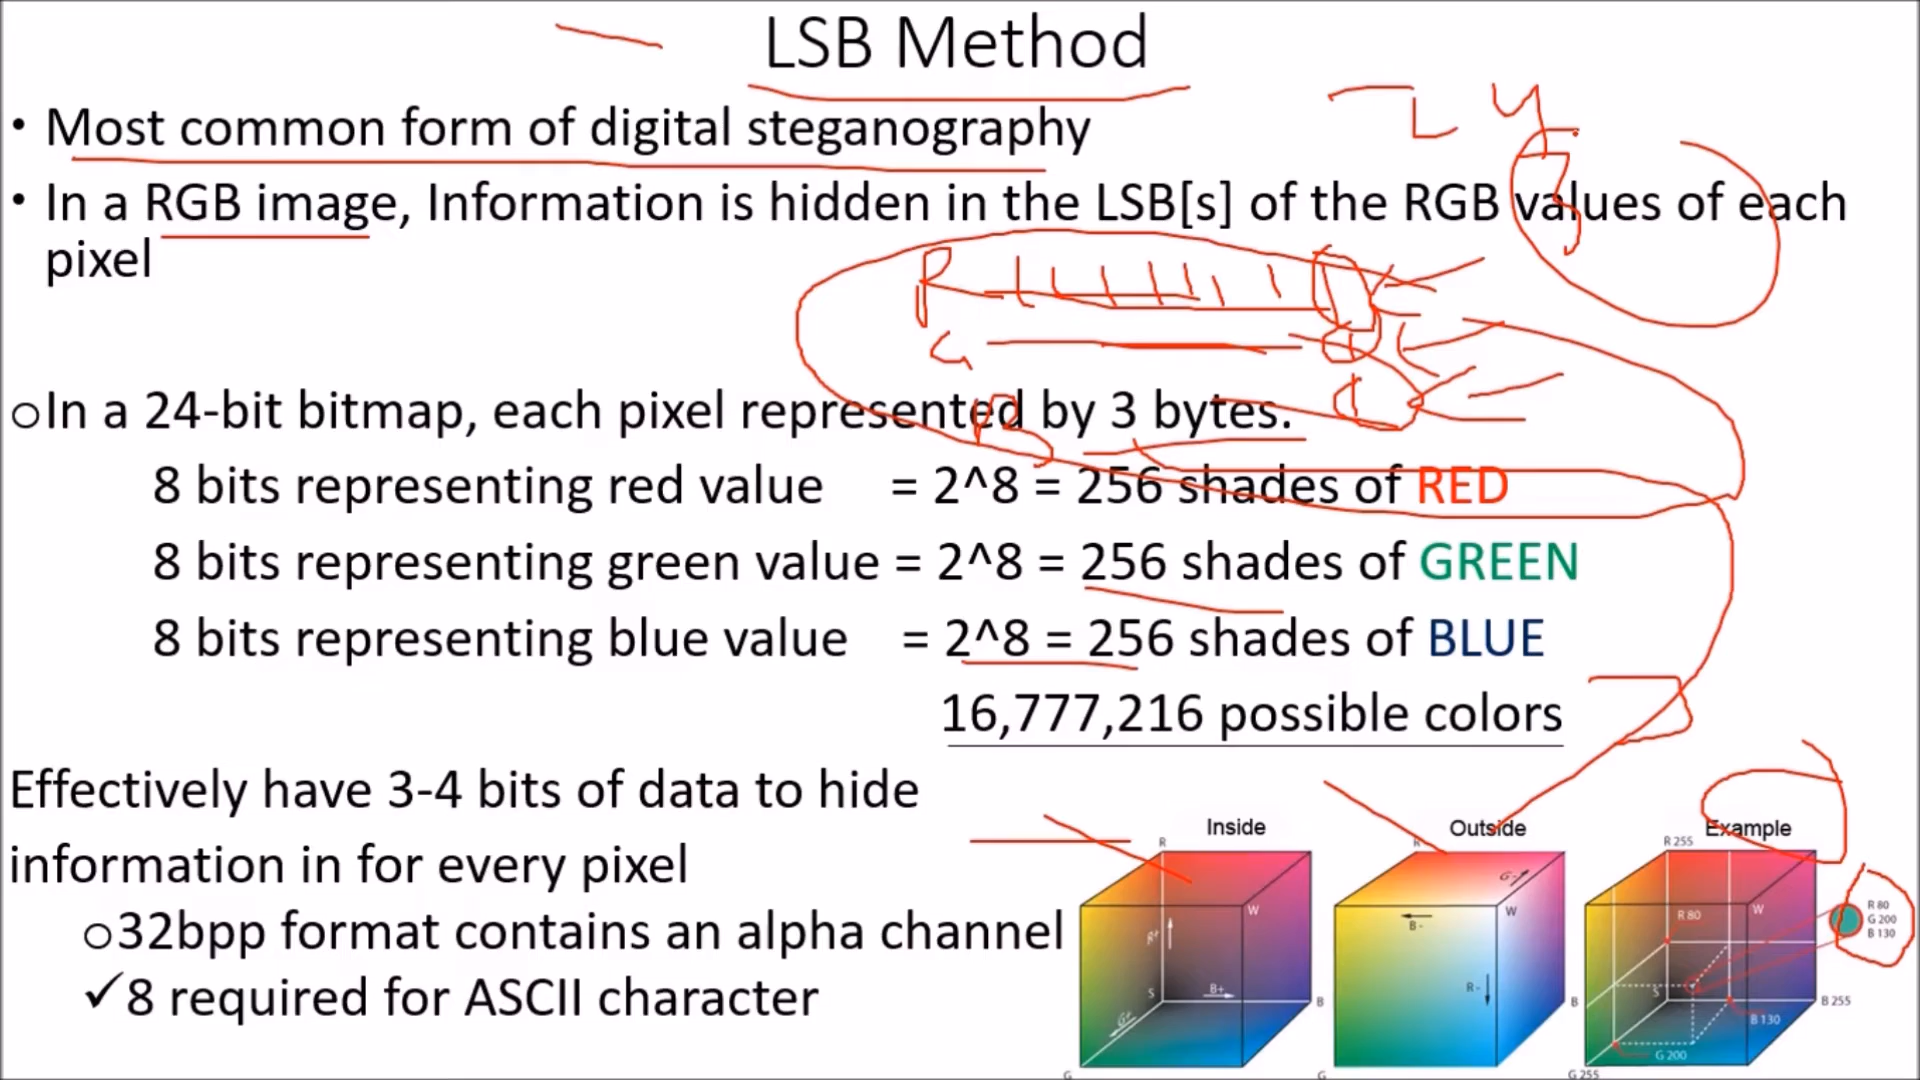 LSB Method
• Most common form of digital steganography
• In a RGB image, Information is hidden in the LSB[s] of the RGB values of each
pixel
R
G
B
oIn a 24-bit bitmap, each pixel represented by 3 bytes.
8 bits representing red value = 2^8 = 256 shades of RED
8 bits representing green value = 2^8 = 256 shades of GREEN
8 bits representing blue value = 2^8 = 256 shades of BLUE
16,777,216 possible colors
Effectively have 3-4 bits of data to hide
information in for every pixel
o32bpp format contains an alpha channel
✓8 required for ASCII character
Inside
R
W
R+
S
B+
B
G+
G
Outside
R
G-
W
B-
R-
B
G
Example
R 255
R 80
W
S
B 255
B 130
G 200
G 255
R 80
G 200
B 130